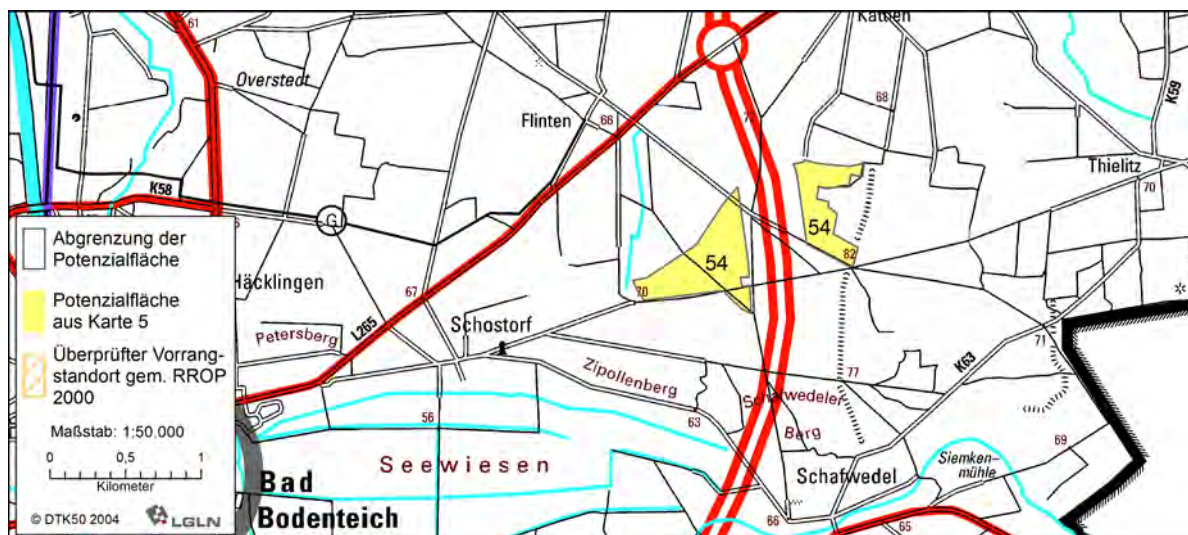 61
Overstedt
Kathen
68
K59
Flinten
66
Thielitz
70
K58
G
54
54
82
70
Häcklingen
67
Schostorf
L265
Petersberg
Zipollenberg
K63
71
77
Schafwedeler
Berg
63
56
69
Seewiesen
Siemken-
mühle
Schafwedel
66
65
Bad
Bodenteich
Abgrenzung der
Potenzialfläche
Potenzialfläche
aus Karte 5
Überprüfter Vorrang-
standort gem. RROP
2000
Maßstab: 1:50.000
0 0,5 1
Kilometer
© DTK50 2004
LGLN